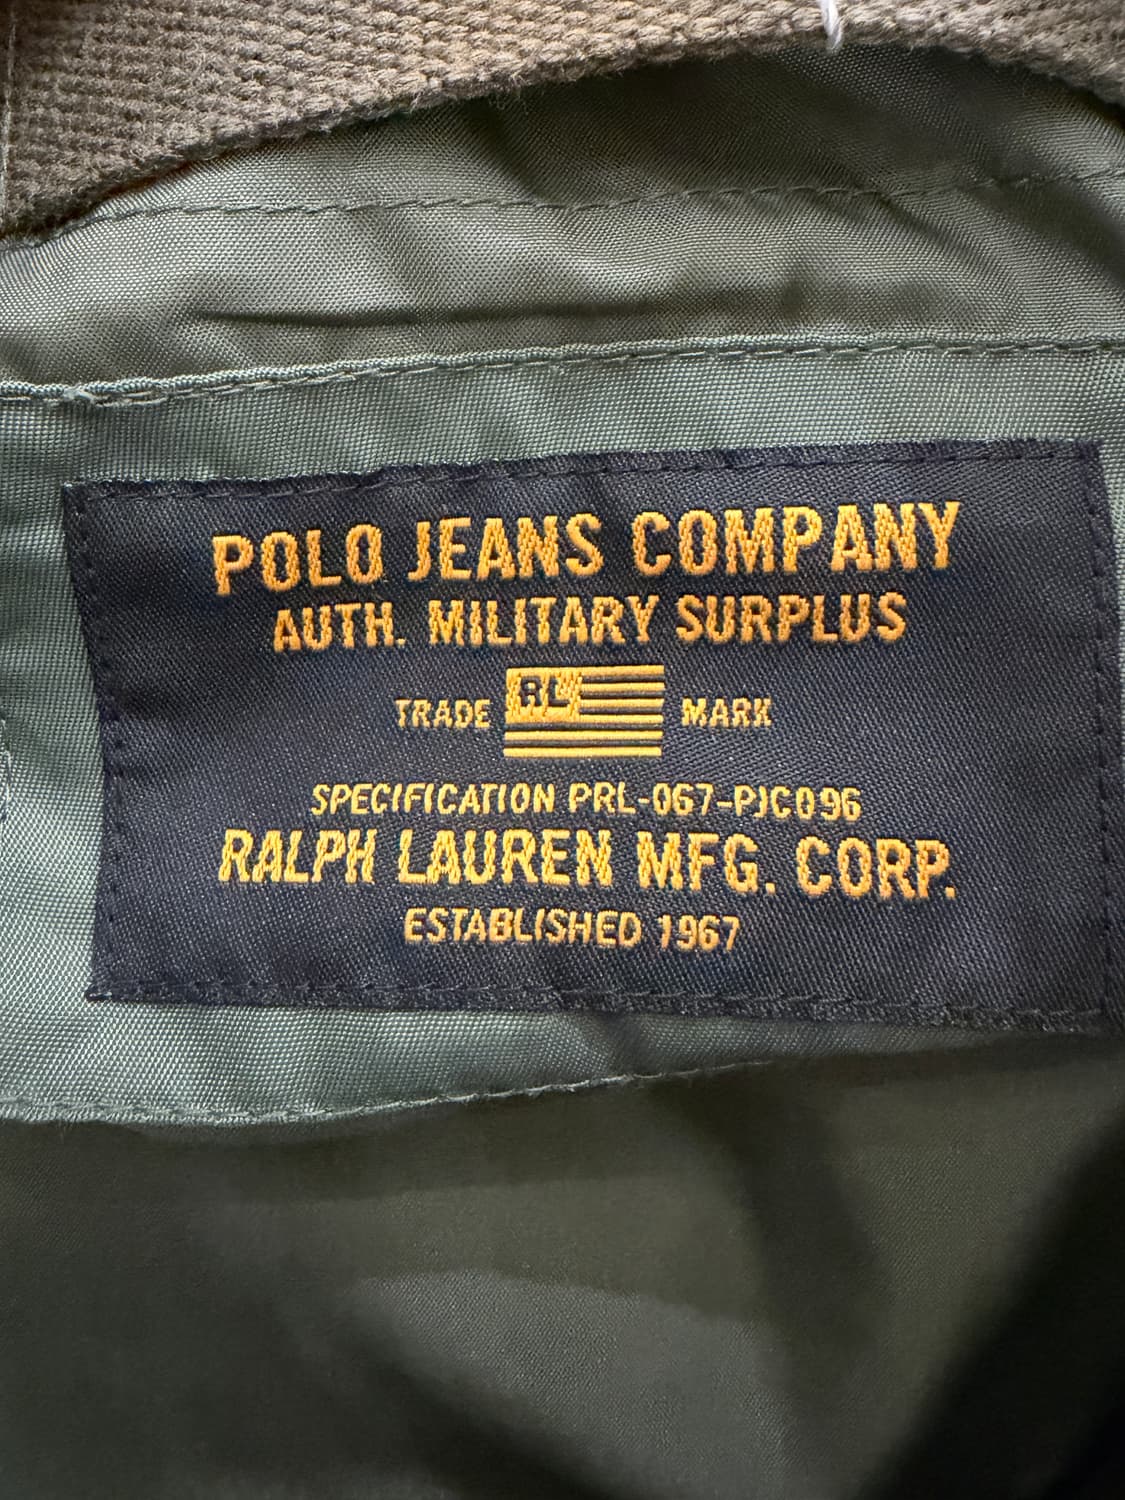 POLO JEANS COMPANY
AUTH. MILITARY SURPLUS
TRADE RL MARK
SPECIFICATION PRL-067-PJC096
RALPH LAUREN MFG. CORP.
ESTABLISHED 1967